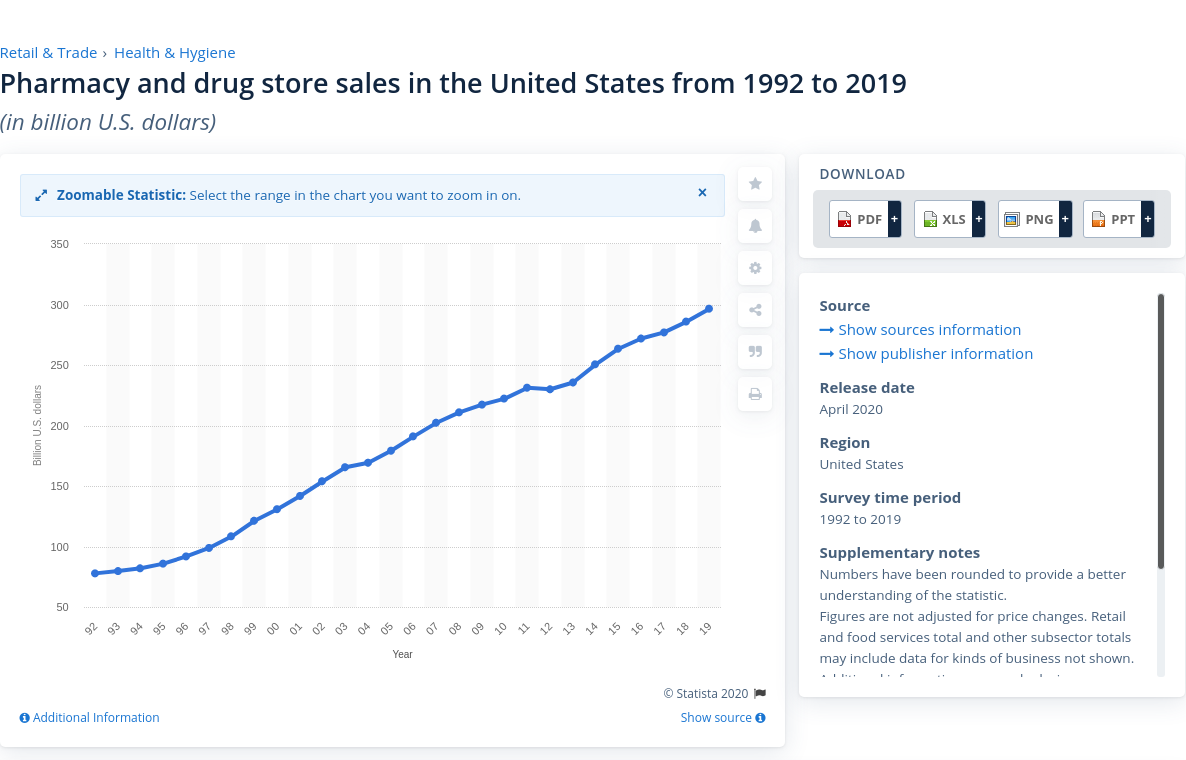 Retail & Trade › Health & Hygiene
Pharmacy and drug store sales in the United States from 1992 to 2019
(in billion U.S. dollars)
Zoomable Statistic: Select the range in the chart you want to zoom in on. ×
350
300
250
200
150
100
50
Billion U.S. dollars
92 93 94 95 96 97 98 99 00 01 02 03 04 05 06 07 08 09 10 11 12 13 14 15 16 17 18 19
Year
© Statista 2020
Additional Information
Show source
DOWNLOAD
PDF + XLS + PNG + PPT +
Source
Show sources information
Show publisher information
Release date
April 2020
Region
United States
Survey time period
1992 to 2019
Supplementary notes
Numbers have been rounded to provide a better
understanding of the statistic.
Figures are not adjusted for price changes. Retail
and food services total and other subsector totals
may include data for kinds of business not shown.